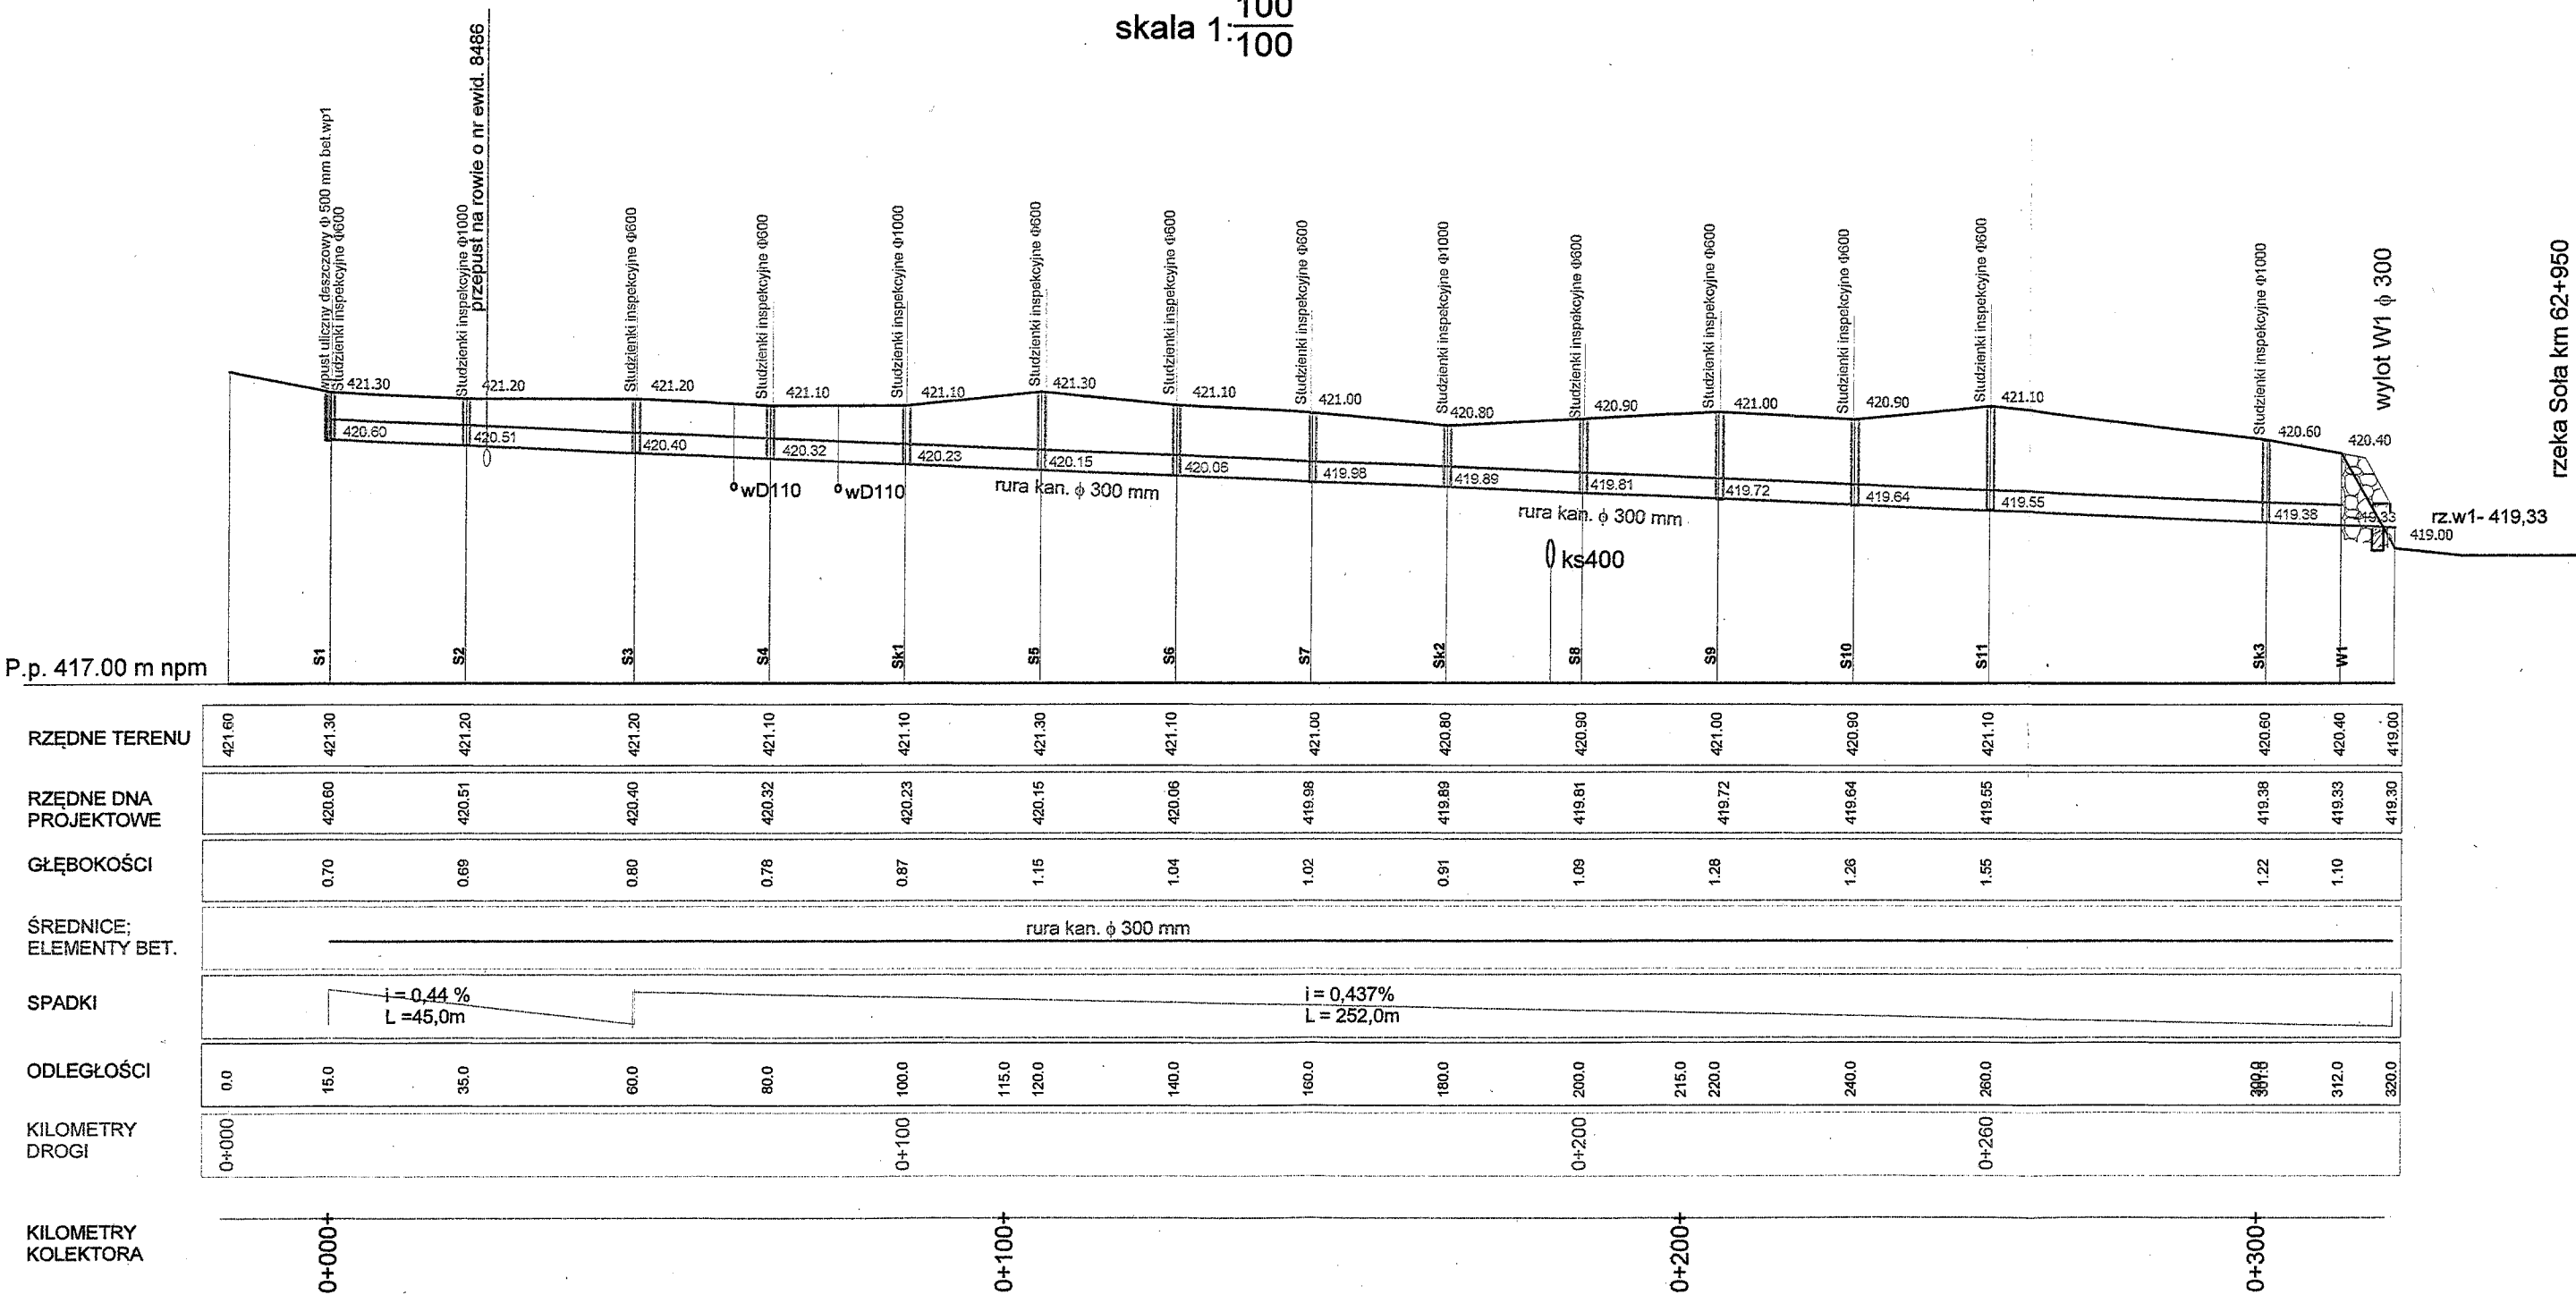 skala 1: 100
100
wpust uliczny deszczowy ф 500 mm bet.wp1
Studzienki inspekcyjne Ф600
Studzienki inspekcyjne Ф1000
przepust na rowie o nr ewid. 8486
Studzienki inspekcyjne Ф600
Studzienki inspekcyjne Ф600
Studzienki inspekcyjne Ф1000
Studzienki inspekcyjne Ф600
Studzienki inspekcyjne Ф600
Studzienki inspekcyjne Ф600
Studzienki inspekcyjne Ф1000
Studzienki inspekcyjne Ф600
Studzienki inspekcyjne Ф600
Studzienki inspekcyjne Ф600
Studzienki inspekcyjne Ф600
Studzienki inspekcyjne Ф1000
wylot W1 ф 300
rzeka Soła km 62+950
421.30 421.20 421.20 421.10 421.10 421.30 421.10 421.00 420.80 420.90 421.00 420.90 421.10 420.60 420.40
420.60 420.51 420.40 420.32 420.23 420.15 420.06 419.98 419.89 419.81 419.72 419.64 419.55 419.38 419.33
rz.w1- 419,33
419.00
wD110 wD110
rura kan. ф 300 mm
rura kan. ф 300 mm
ks400
S1 S2 S3 S4 Sk1 S5 S6 S7 Sk2 S8 S9 S10 S11 Sk3 W1
P.p. 417.00 m npm
RZĘDNE TERENU 421.60 421.30 421.20 421.20 421.10 421.10 421.30 421.10 421.00 420.80 420.90 421.00 420.90 421.10 420.60 420.40 419.00
RZĘDNE DNA
PROJEKTOWE 420.60 420.51 420.40 420.32 420.23 420.15 420.06 419.98 419.89 419.81 419.72 419.64 419.55 419.38 419.33 419.30
GŁĘBOKOŚCI 0.70 0.69 0.80 0.78 0.87 1.15 1.04 1.02 0.91 1.09 1.28 1.26 1.55 1.22 1.10
ŚREDNICE;
ELEMENTY BET.
rura kan. ф 300 mm
SPADKI
i = 0,44 %
L =45,0m
i = 0,437%
L = 252,0m
ODLEGŁOŚCI 0.0 15.0 35.0 60.0 80.0 100.0 115.0 120.0 140.0 160.0 180.0 200.0 215.0 220.0 240.0 260.0 312.0 320.0
KILOMETRY
DROGI
0+000 0+100 0+200 0+260
KILOMETRY
KOLEKTORA
0+000+ 0+100+ 0+200+ 0+300+